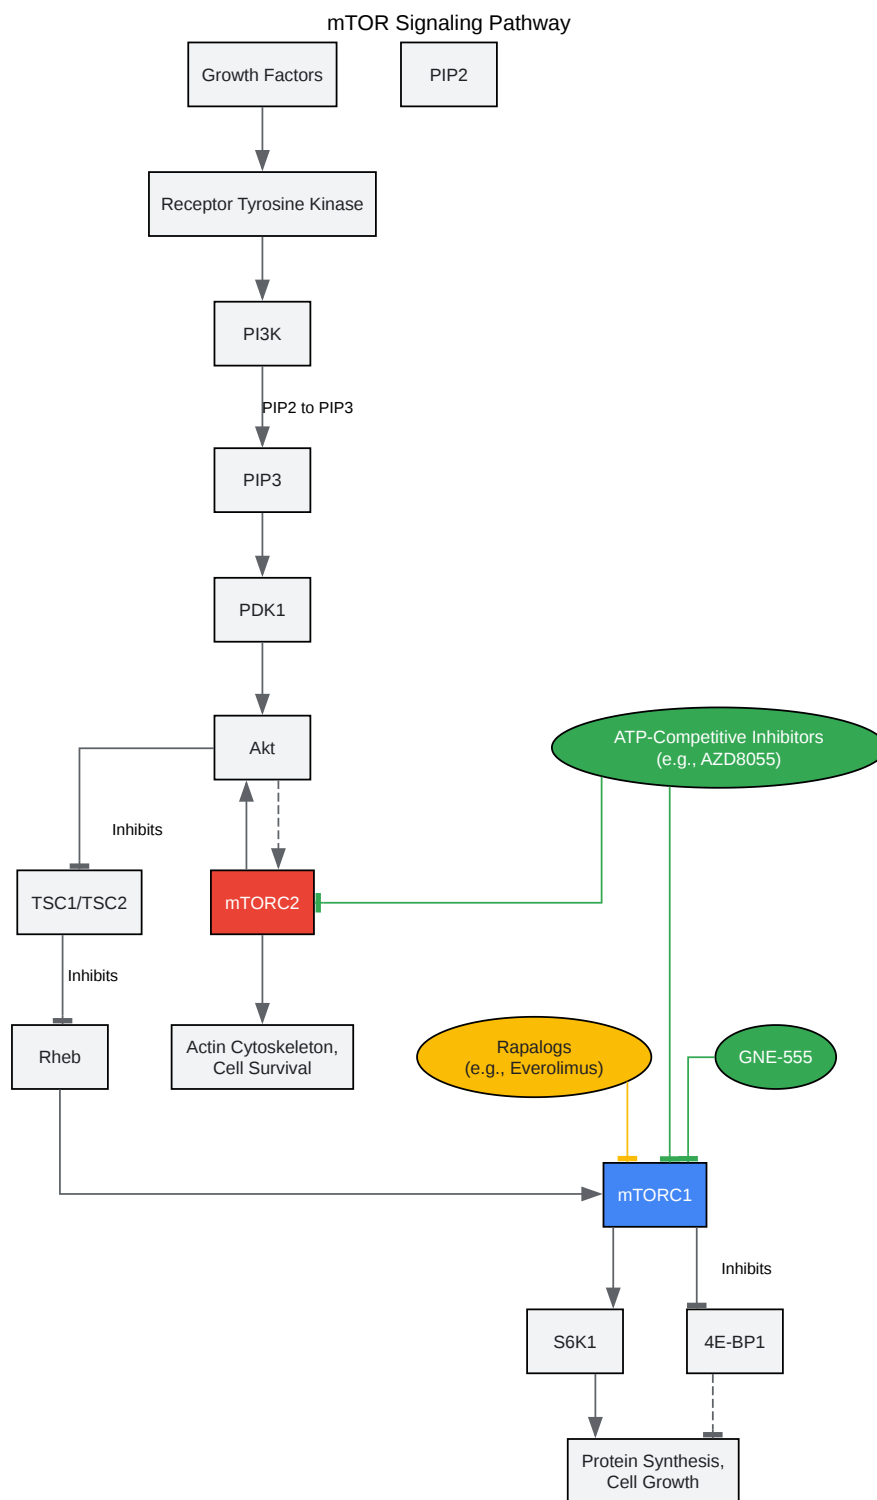 mTOR Signaling Pathway
Growth Factors
PIP2
Receptor Tyrosine Kinase
PI3K
PIP2 to PIP3
PIP3
PDK1
Akt
ATP-Competitive Inhibitors
(e.g., AZD8055)
Inhibits
TSC1/TSC2
mTORC2
Inhibits
Rheb
Actin Cytoskeleton,
Cell Survival
Rapalogs
(e.g., Everolimus)
GNE-555
mTORC1
Inhibits
S6K1
4E-BP1
Protein Synthesis,
Cell Growth